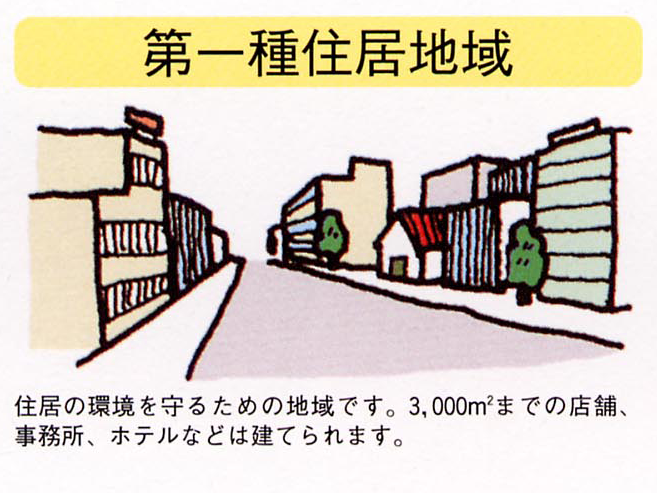 第一種住居地域
住居の環境を守るための地域です。3,000m²までの店舗、
事務所、ホテルなどは建てられます。